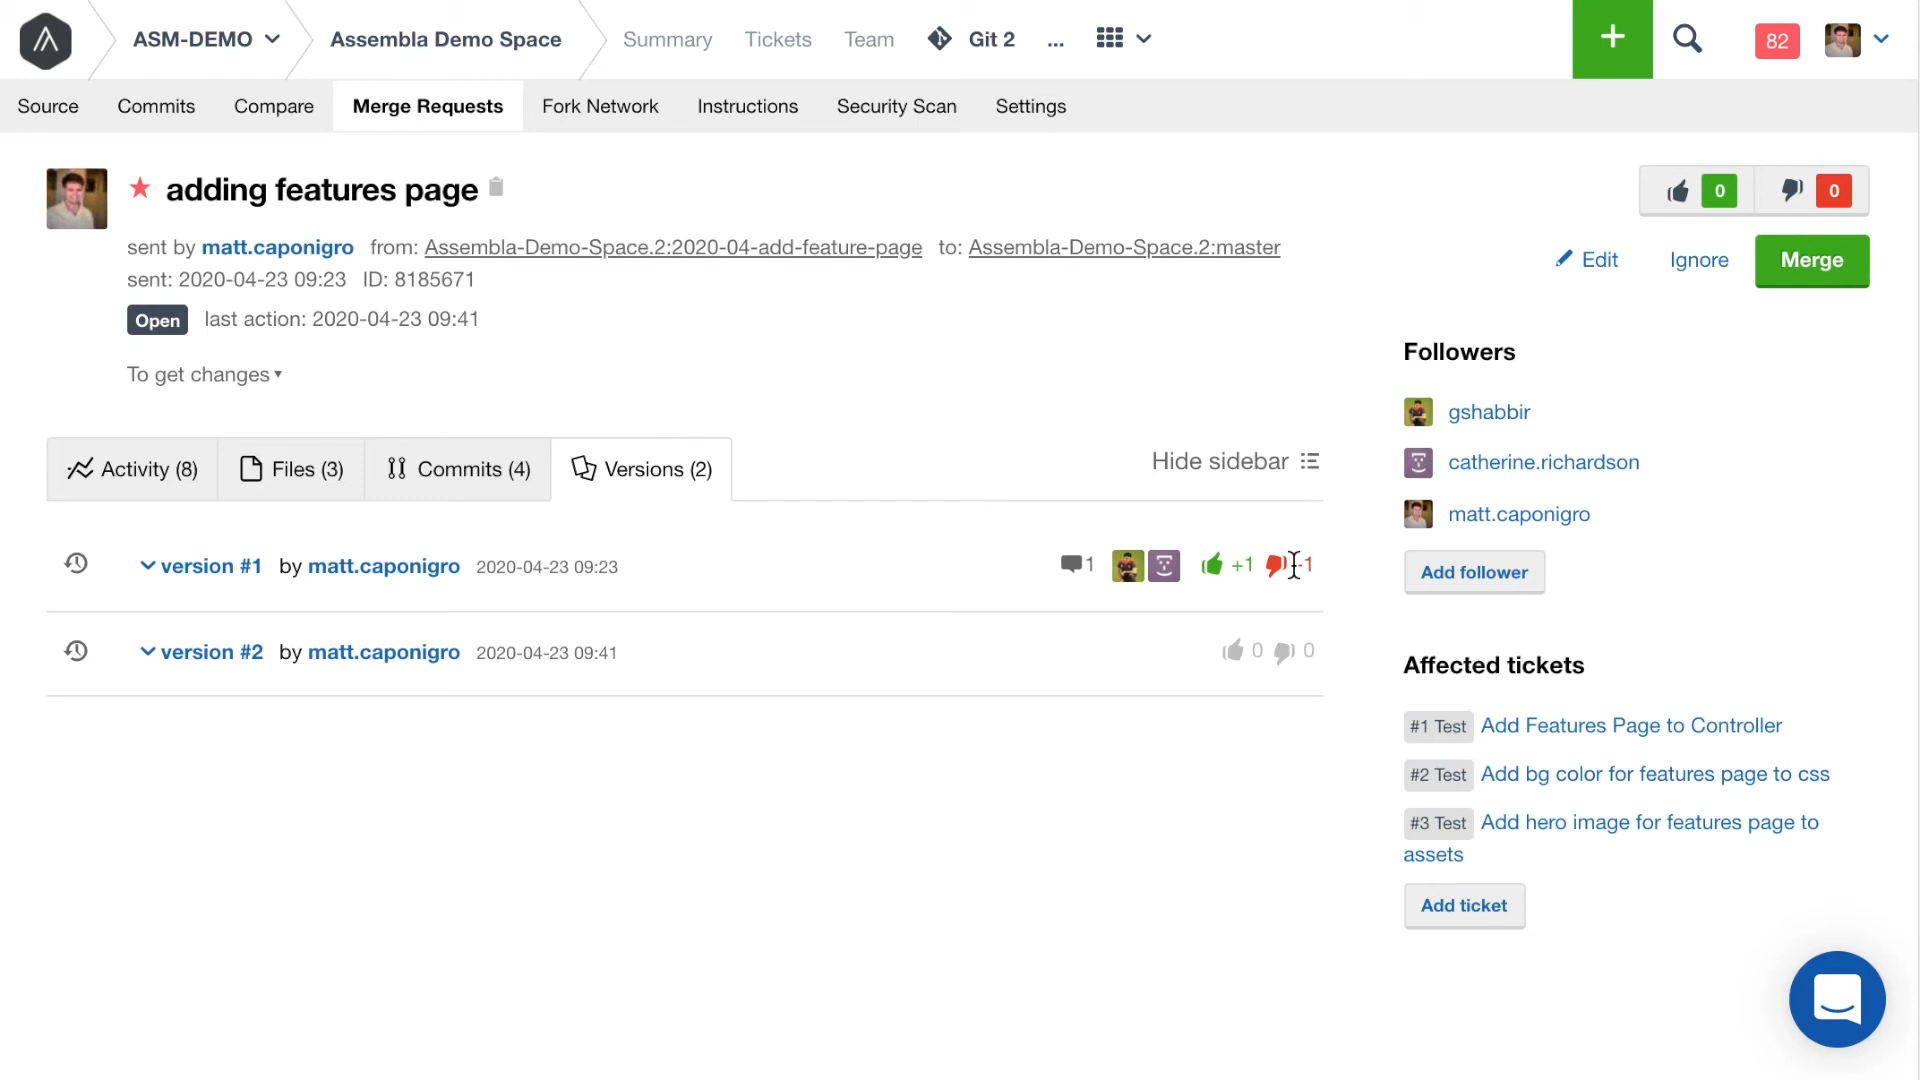 ASM-DEMO Assembla Demo Space Summary Tickets Team Git 2 ... + 82
Source Commits Compare Merge Requests Fork Network Instructions Security Scan Settings
adding features page 0 0
sent by matt.caponigro from: Assembla-Demo-Space.2:2020-04-add-feature-page to: Assembla-Demo-Space.2:master
Edit Ignore Merge
sent: 2020-04-23 09:23 ID: 8185671
Open last action: 2020-04-23 09:41
To get changes
Activity (8) Files (3) Commits (4) Versions (2) Hide sidebar
version #1 by matt.caponigro 2020-04-23 09:23 1 +1 -1
version #2 by matt.caponigro 2020-04-23 09:41 0 0
Followers
gshabbir
catherine.richardson
matt.caponigro
Add follower
Affected tickets
#1 Test Add Features Page to Controller
#2 Test Add bg color for features page to css
#3 Test Add hero image for features page to
assets
Add ticket